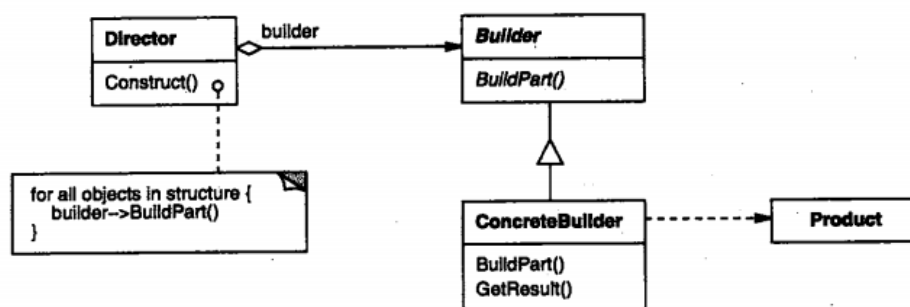 Director
builder
Builder
Construct()
BuildPart()
for all objects in structure {
builder->BuildPart()
}
ConcreteBuilder
Product
BuildPart()
GetResult()